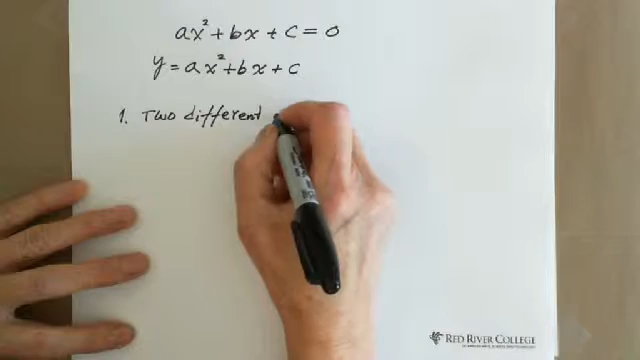 ax² + bx + c = 0
y = ax² + bx + c
1. Two different
RED RIVER COLLEGE